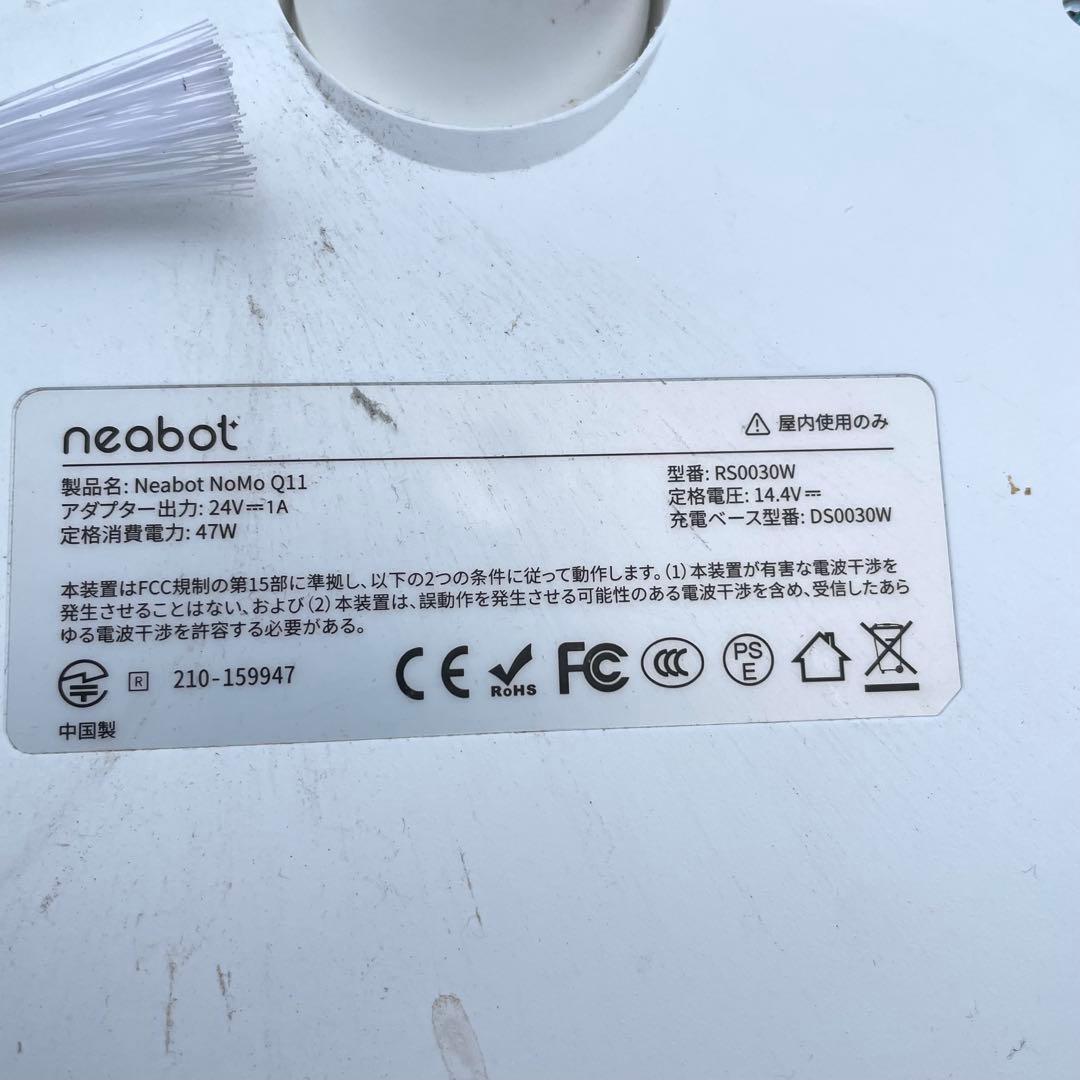 neabot
⚠ 屋内使用のみ
製品名: Neabot NoMo Q11
型番: RS0030W
アダプター出力: 24V⎓1A
定格電圧: 14.4V⎓
定格消費電力: 47W
充電ベース型番: DS0030W
本装置はFCC規制の第15部に準拠し、以下の2つの条件に従って動作します。(1)本装置が有害な電波干渉を
発生させることはない、および(2)本装置は、誤動作を発生させる可能性のある電波干渉を含め、受信したあら
ゆる電波干渉を許容する必要がある。
R 210-159947
CE RoHS FC CCC PSE
中国製